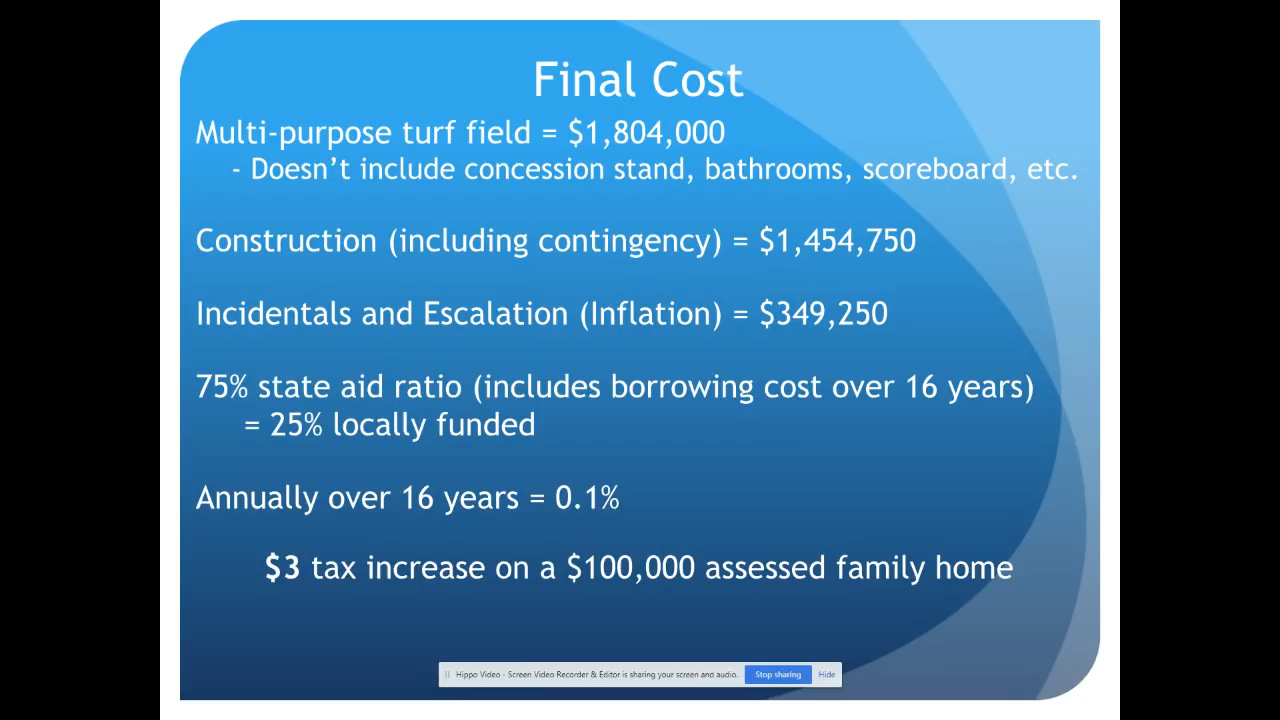 Final Cost
Multi-purpose turf field = $1,804,000
- Doesn't include concession stand, bathrooms, scoreboard, etc.
Construction (including contingency) = $1,454,750
Incidentals and Escalation (Inflation) = $349,250
75% state aid ratio (includes borrowing cost over 16 years)
= 25% locally funded
Annually over 16 years = 0.1%
$3 tax increase on a $100,000 assessed family home
Hippo Video - Screen Video Recorder & Editor is sharing your screen and audio. Stop sharing Hide